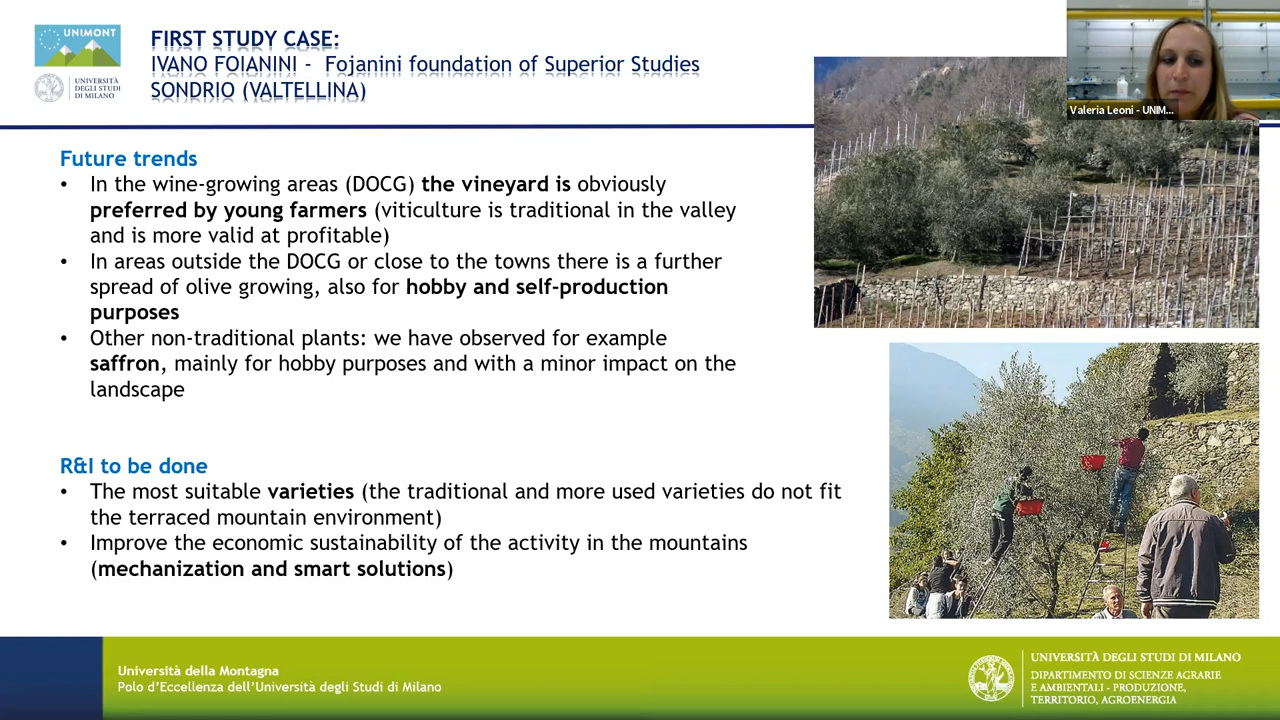 UNIMONT
UNIVERSITÀ
DEGLI STUDI
DI MILANO
FIRST STUDY CASE:
IVANO FOIANINI - Fojanini foundation of Superior Studies
SONDRIO (VALTELLINA)
Valeria Leoni - UNIM...
Future trends
• In the wine-growing areas (DOCG) the vineyard is obviously
preferred by young farmers (viticulture is traditional in the valley
and is more valid at profitable)
• In areas outside the DOCG or close to the towns there is a further
spread of olive growing, also for hobby and self-production
purposes
• Other non-traditional plants: we have observed for example
saffron, mainly for hobby purposes and with a minor impact on the
landscape
R&I to be done
• The most suitable varieties (the traditional and more used varieties do not fit
the terraced mountain environment)
• Improve the economic sustainability of the activity in the mountains
(mechanization and smart solutions)
Università della Montagna
Polo d'Eccellenza dell'Università degli Studi di Milano
UNIVERSITÀ DEGLI STUDI DI MILANO
DIPARTIMENTO DI SCIENZE AGRARIE
E AMBIENTALI - PRODUZIONE,
TERRITORIO, AGROENERGIA